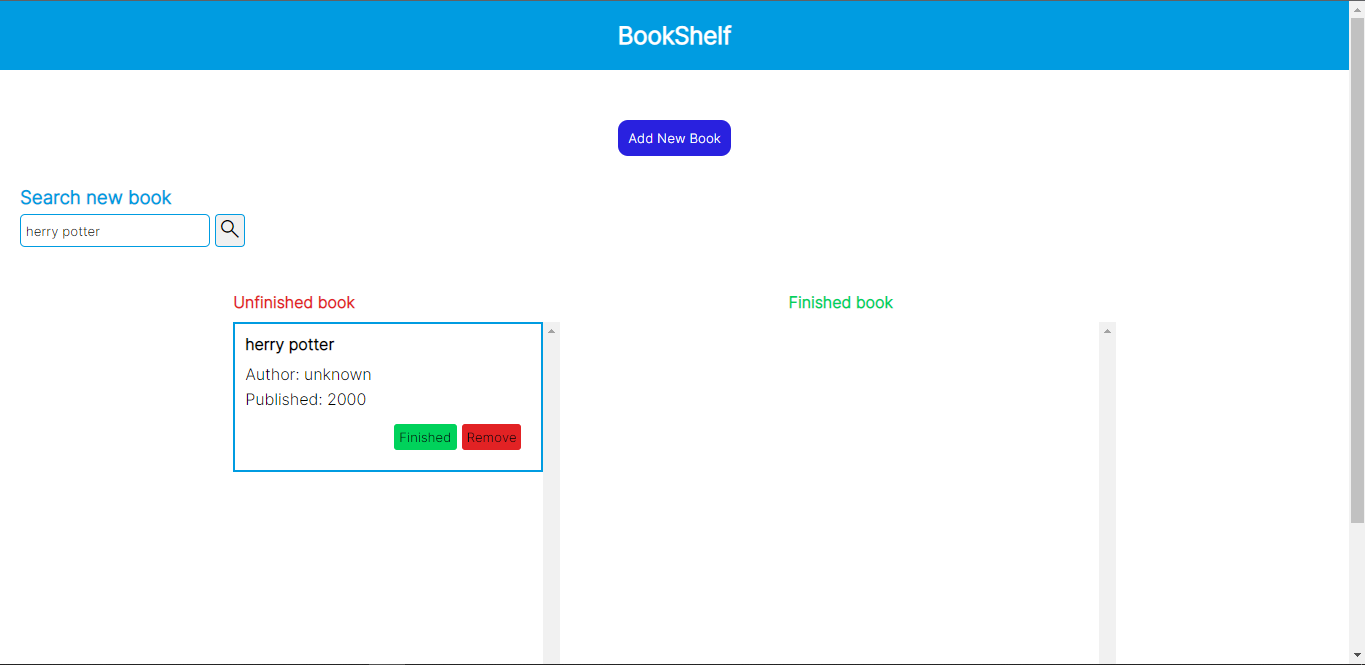 BookShelf
Add New Book
Search new book
herry potter
Unfinished book
Finished book
herry potter
Author: unknown
Published: 2000
Finished Remove